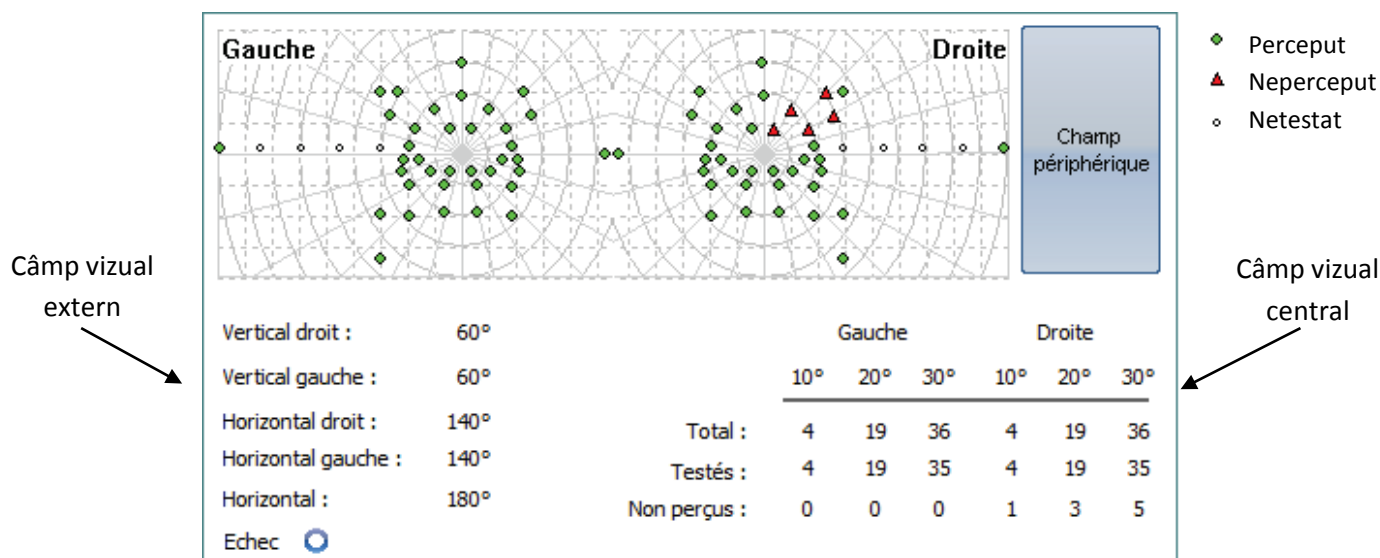 Gauche
Droite
Champ
périphérique
Perceput
Neperceput
Netestat
Câmp vizual
extern
Câmp vizual
central
Vertical droit : 60°
Vertical gauche : 60°
Horizontal droit : 140°
Horizontal gauche : 140°
Horizontal : 180°
Echec
Gauche Droite
10° 20° 30° 10° 20° 30°
Total : 4 19 36 4 19 36
Testés : 4 19 35 4 19 35
Non perçus : 0 0 0 1 3 5